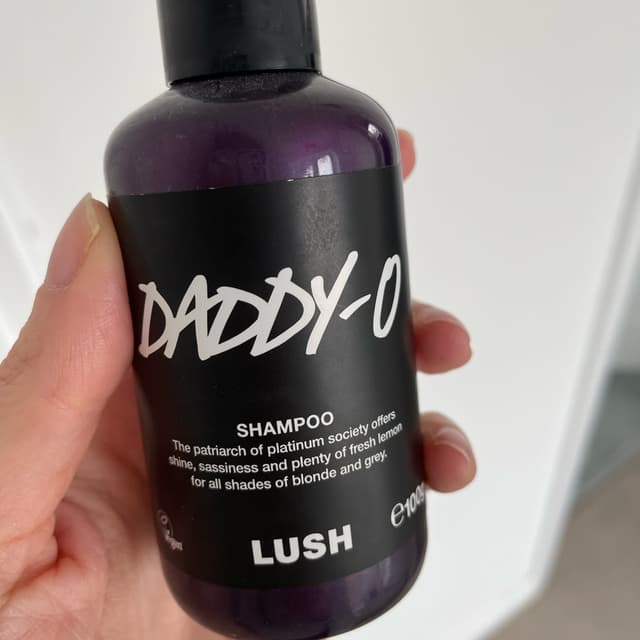 DADDY-O
SHAMPOO
The patriarch of platinum society offers
shine, sassiness and plenty of fresh lemon
for all shades of blonde and grey.
LUSH
℮100g